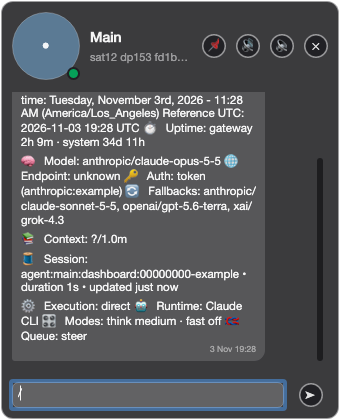 Main
sat12 dp153 fd1b…
time: Tuesday, November 3rd, 2026 - 11:28
AM (America/Los_Angeles) Reference UTC:
2026-11-03 19:28 UTC ⏱️ Uptime: gateway
2h 9m · system 34d 11h
🧠 Model: anthropic/claude-opus-5-5 🌐
Endpoint: unknown 🔑 Auth: token
(anthropic:example) 🔄 Fallbacks: anthropic/
claude-sonnet-5-5, openai/gpt-5.6-terra, xai/
grok-4.3
📚 Context: ?/1.0m
🧵 Session:
agent:main:dashboard:00000000-example •
duration 1s • updated just now
⚙️ Execution: direct 🤖 Runtime: Claude
CLI 🎛️ Modes: think medium · fast off 🪢
Queue: steer
3 Nov 19:28
/